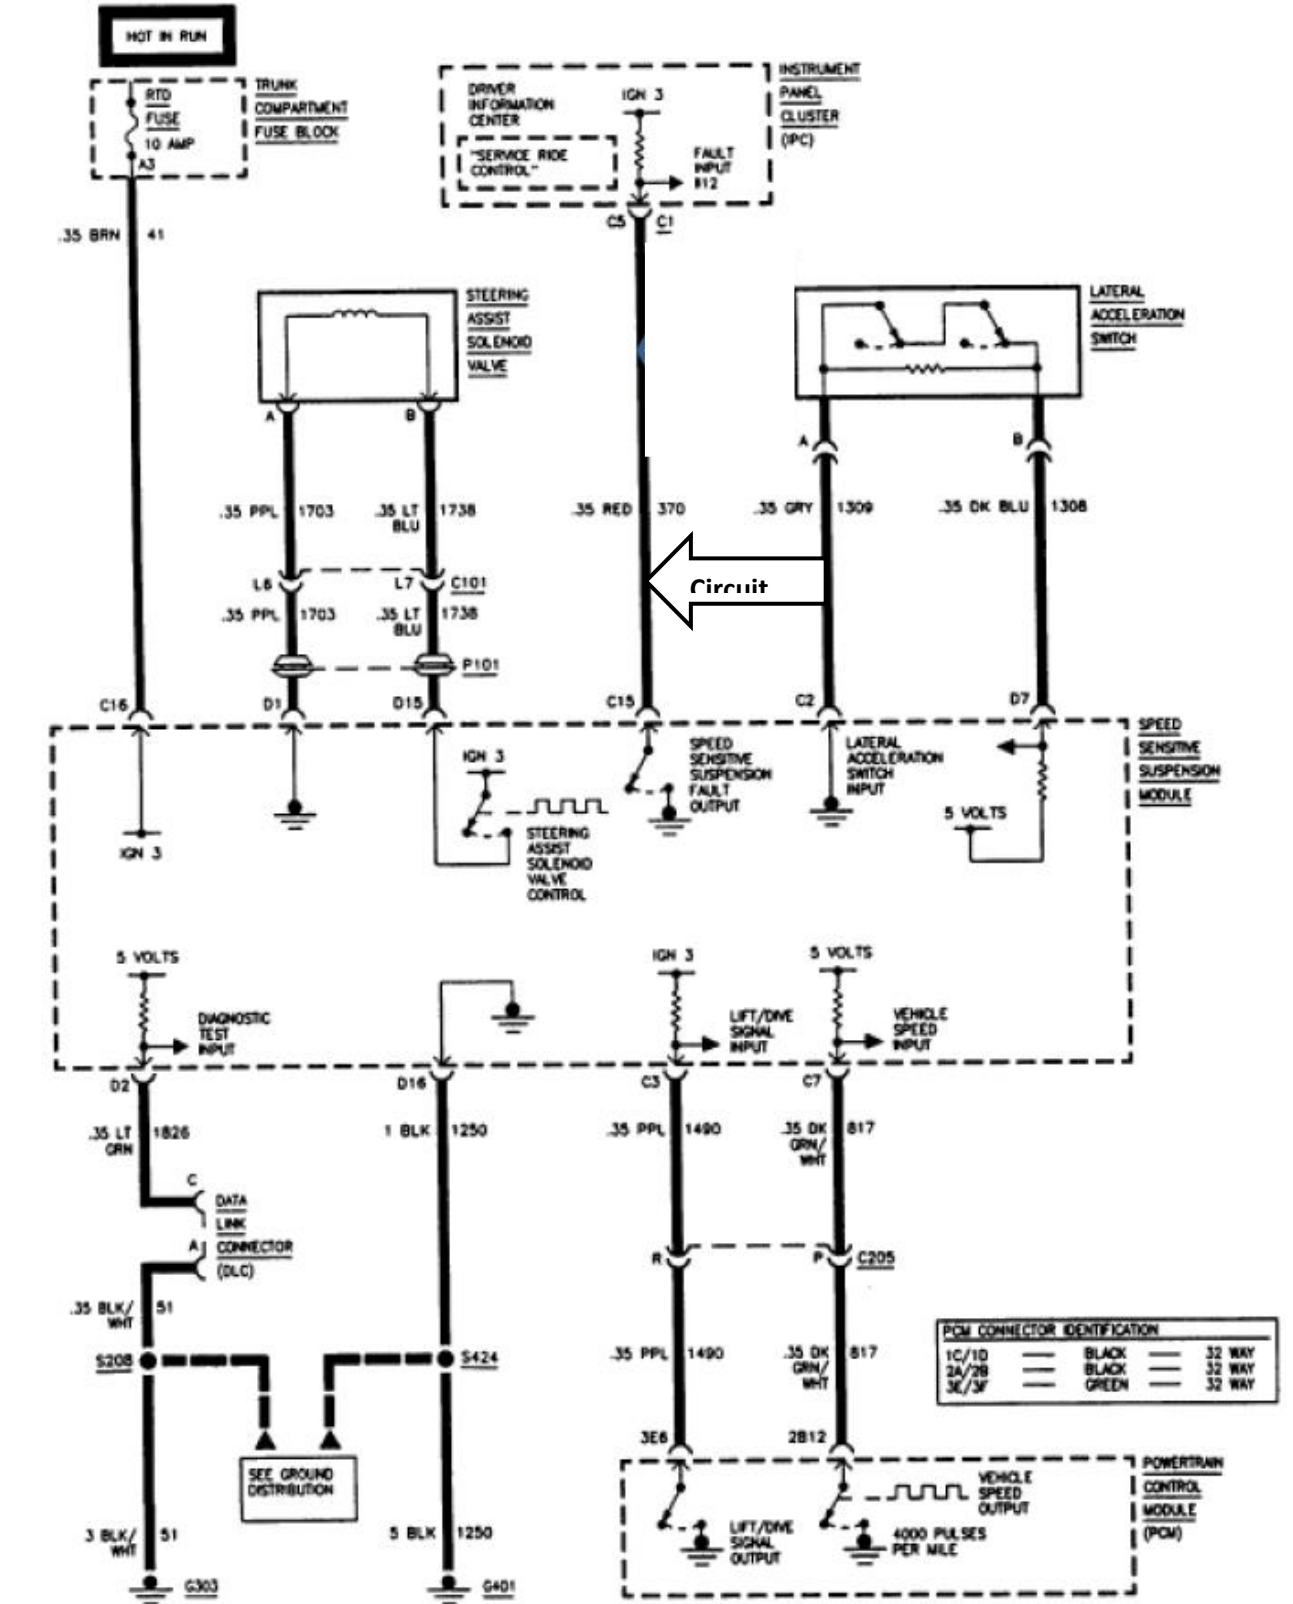 HOT IN RUN
RTD
FUSE
10 AMP
A3
TRUNK
COMPARTMENT
FUSE BLOCK
DRIVER
INFORMATION
CENTER
"SERVICE RIDE
CONTROL"
IGN 3
FAULT
INPUT
812
INSTRUMENT
PANEL
CLUSTER
(IPC)
C5
C1
.35 BRN
41
STEERING
ASSIST
SOLENOID
VALVE
LATERAL
ACCELERATION
SWITCH
A
B
A
B
.35 PPL
1703
.35 LT
BLU
1738
.35 RED
370
.35 GRY
1309
.35 DK BLU
1308
Circuit
L6
L7
C101
.35 PPL
1703
.35 LT
BLU
1738
P101
C16
D1
D15
C15
C2
D7
SPEED
SENSITIVE
SUSPENSION
MODULE
IGN 3
IGN 3
STEERING
ASSIST
SOLENOID
VALVE
CONTROL
SPEED
SENSITIVE
SUSPENSION
FAULT
OUTPUT
LATERAL
ACCELERATION
SWITCH
INPUT
5 VOLTS
5 VOLTS
DIAGNOSTIC
TEST
INPUT
IGN 3
LIFT/DIVE
SIGNAL
INPUT
5 VOLTS
VEHICLE
SPEED
INPUT
D2
D16
C3
C7
.35 LT
GRN
1826
1 BLK
1250
.35 PPL
1490
.35 DK
GRN/
WHT
817
C
DATA
LINK
CONNECTOR
(DLC)
A
R
P
C205
.35 BLK/
WHT
51
S208
S424
.35 PPL
1490
.35 DK
GRN/
WHT
817
PCM CONNECTOR IDENTIFICATION
1C/1D BLACK 32 WAY
2A/2B BLACK 32 WAY
3E/3F GREEN 32 WAY
SEE GROUND
DISTRIBUTION
3E6
2B12
3 BLK/
WHT
51
5 BLK
1250
G303
G401
LIFT/DIVE
SIGNAL
OUTPUT
VEHICLE
SPEED
OUTPUT
4000 PULSES
PER MILE
POWERTRAIN
CONTROL
MODULE
(PCM)